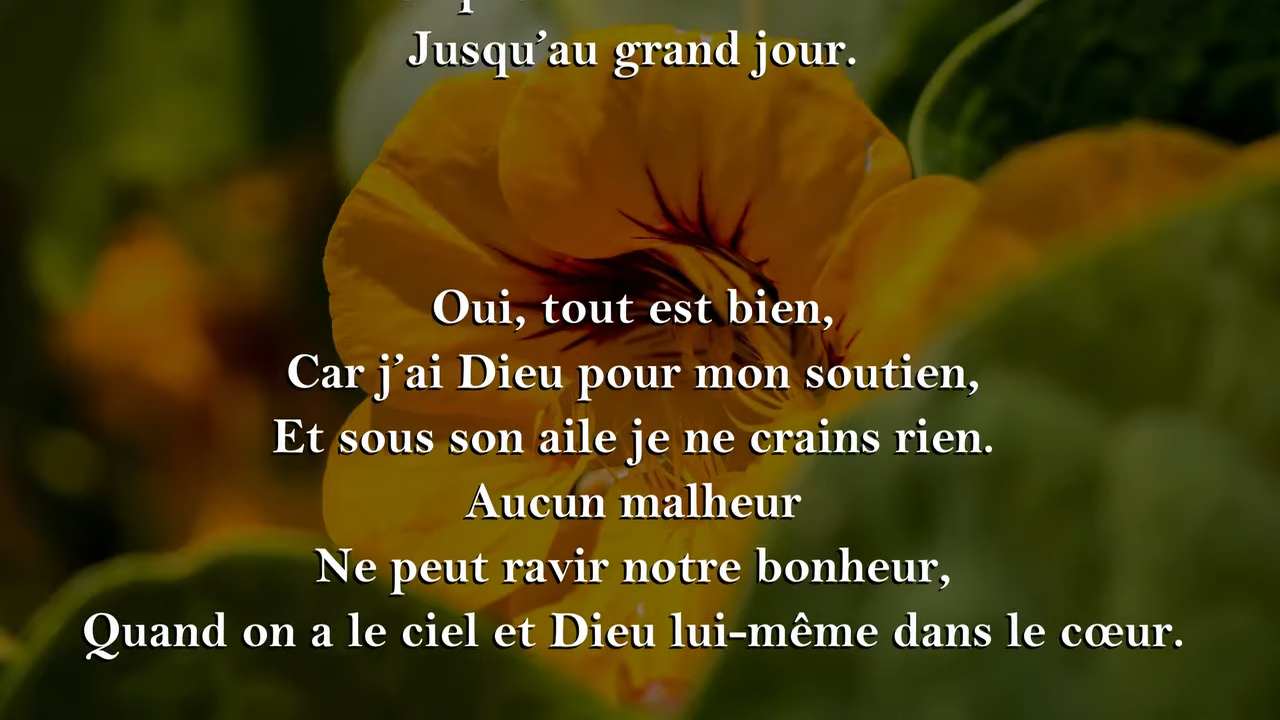 Jusqu’au grand jour.
Oui, tout est bien,
Car j’ai Dieu pour mon soutien,
Et sous son aile je ne crains rien.
Aucun malheur
Ne peut ravir notre bonheur,
Quand on a le ciel et Dieu lui-même dans le cœur.